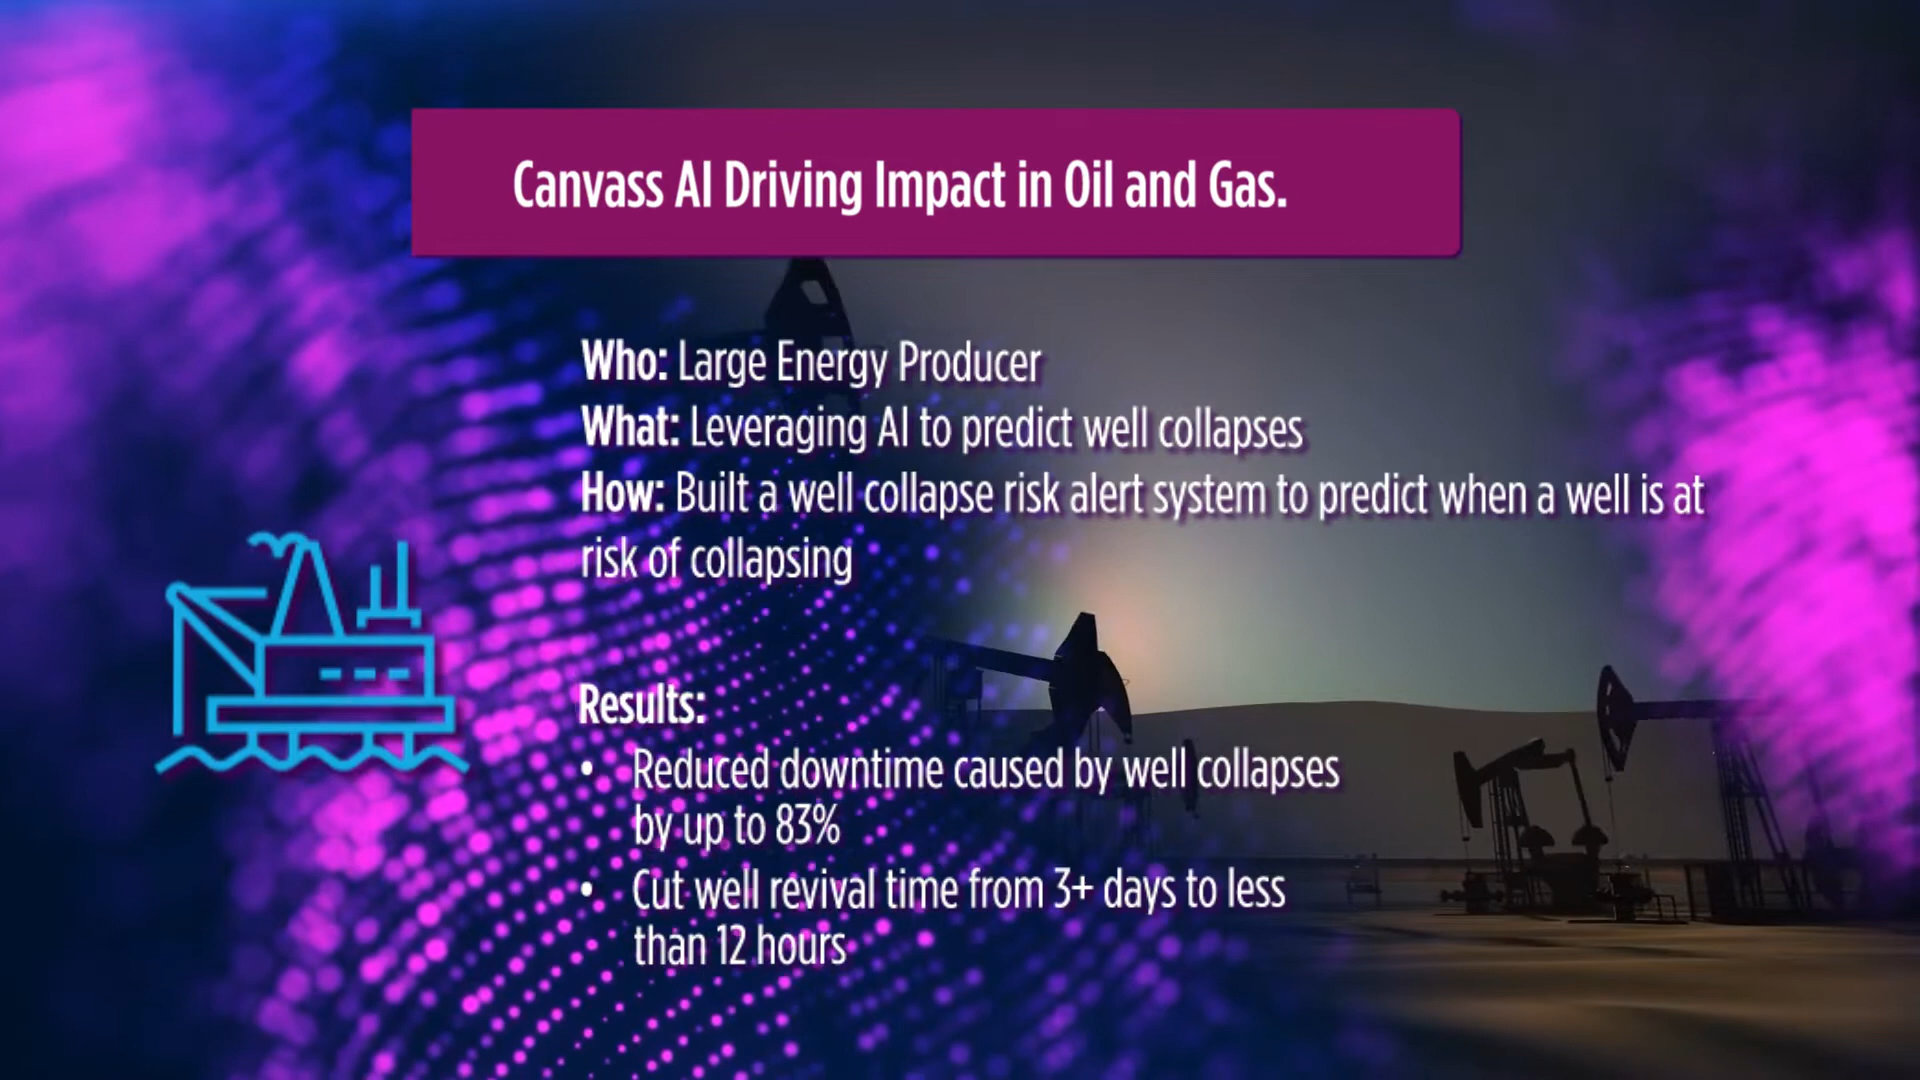 Canvass AI Driving Impact in Oil and Gas.
Who: Large Energy Producer
What: Leveraging AI to predict well collapses
How: Built a well collapse risk alert system to predict when a well is at
risk of collapsing
Results:
• Reduced downtime caused by well collapses
by up to 83%
• Cut well revival time from 3+ days to less
than 12 hours